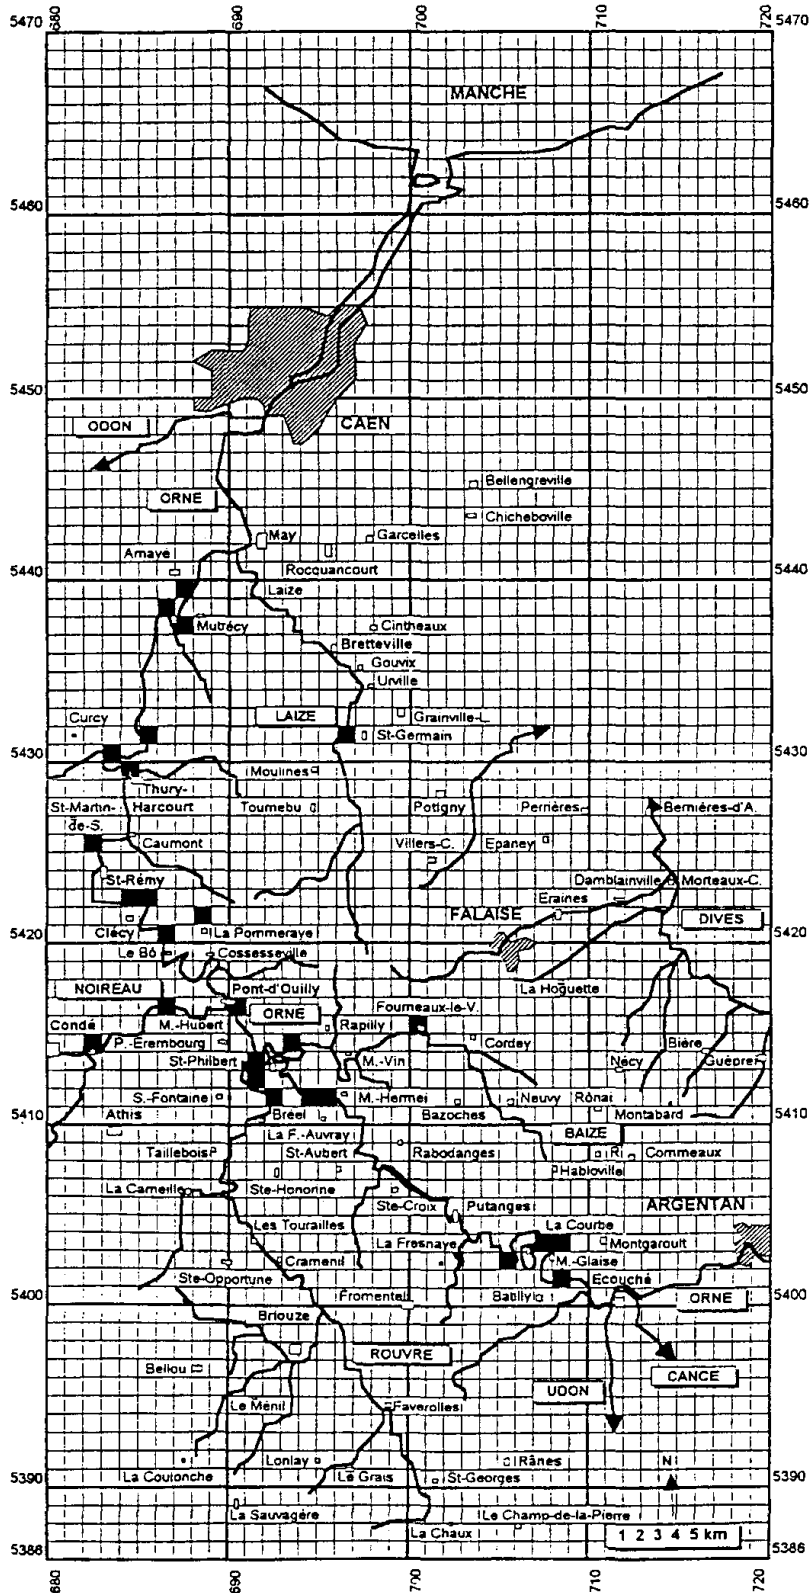 680 690 700 710 720
5470 5470
MANCHE
5460 5460
5450 5450
ODON CAEN
Bellengreville
ORNE
Chicheboville
May Garcelles
Amayé Rocquancourt
5440 5440
Laize
Mutrécy Cintheaux
Bretteville
Gouvix
Urville
Curcy LAIZE Grainville-L.
St-Germain
5430 5430
Moulines
Thury-
Harcourt
St-Martin-
de-S.
Tournebu Potigny Perrières Bernières-d'A.
Caumont Villers-C. Epaney
St-Rémy Damblainville Morteaux-C.
Eraines
FALAISE DIVES
Clécy La Pommeraye
5420 5420
Le Bô Cossesseville
NOIREAU Pont-d'Ouilly La Hoguette
ORNE Fourneaux-le-V.
Condé M.-Hubert Rapilly
P.-Erembourg Cordey Bière
St-Philbert M.-Vin Nécy Guêprei
S.-Fontaine M.-Hermei Neuvy Rônai
5410 5410
Athis Bréel Bazoches Montabard
La F.-Auvray BAIZE
Taillebois St-Aubert Rabodanges Ri Commeaux
Habloville
La Carneille Ste-Honorine
Ste-Croix Putanges ARGENTAN
Les Tourailles La Courbe
La Fresnaye Montgaroult
Cramenil M.-Glaise
Ste-Opportune Ecouché
5400 5400
Fromentel Batilly ORNE
Briouze
ROUVRE
Bellou CANCE
UDON
Le Ménil Faverolles
La Coulonche Lonlay Rânes N
5390 5390
Le Grais St-Georges
La Sauvagère Le Champ-de-la-Pierre
La Chaux 1 2 3 4 5 km
5386 5386
680 690 700 710 720